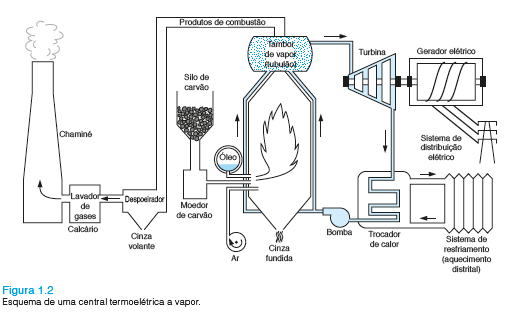 Produtos de combustão
Tambor
de vapor
(tubulão)
Turbina
Gerador elétrico
Silo de
carvão
Chaminé
Óleo
Sistema de
distribuição
elétrico
Lavador
de
gases
Despoeirador
Calcário
Cinza
volante
Moedor
de carvão
Ar
Cinza
fundida
Bomba
Trocador
de calor
Sistema de
resfriamento
(aquecimento
distrital)
Figura 1.2
Esquema de uma central termoelétrica a vapor.